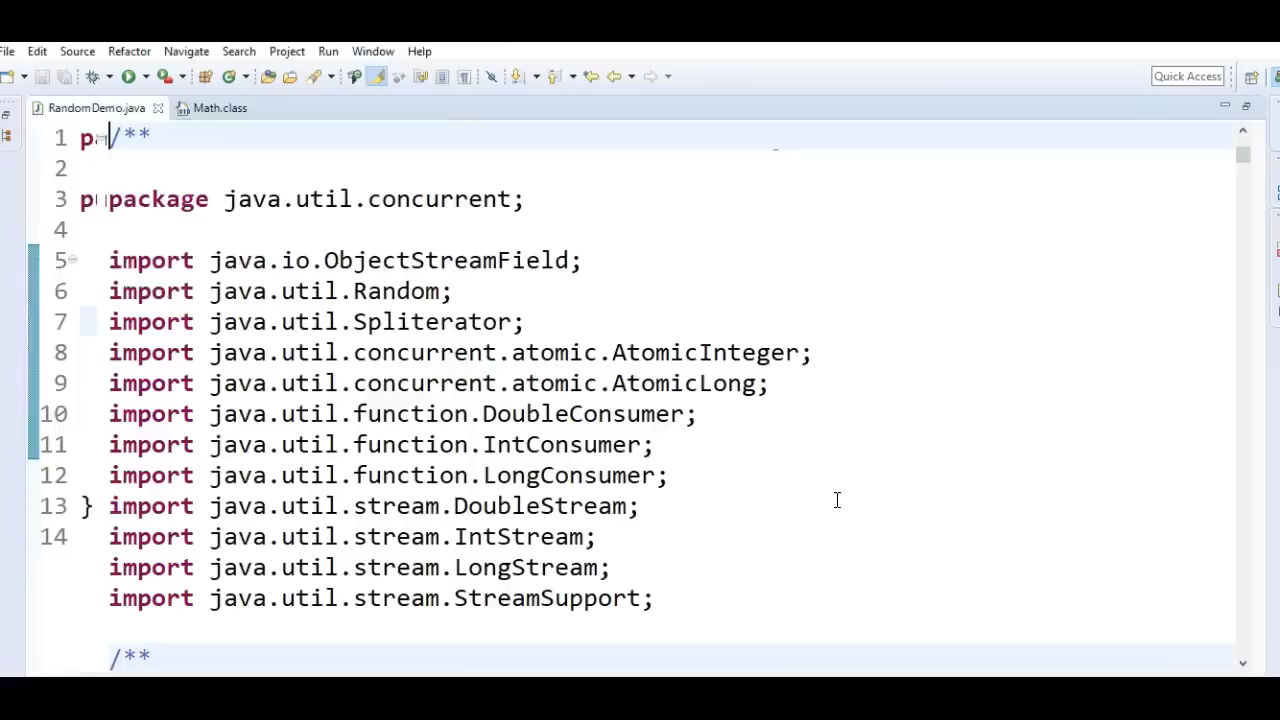 File Edit Source Refactor Navigate Search Project Run Window Help
Quick Access
RandomDemo.java Math.class
1 p /**
2
3 p package java.util.concurrent;
4
5 import java.io.ObjectStreamField;
6 import java.util.Random;
7 import java.util.Spliterator;
8 import java.util.concurrent.atomic.AtomicInteger;
9 import java.util.concurrent.atomic.AtomicLong;
10 import java.util.function.DoubleConsumer;
11 import java.util.function.IntConsumer;
12 import java.util.function.LongConsumer;
13 } import java.util.stream.DoubleStream;
14 import java.util.stream.IntStream;
import java.util.stream.LongStream;
import java.util.stream.StreamSupport;
/**